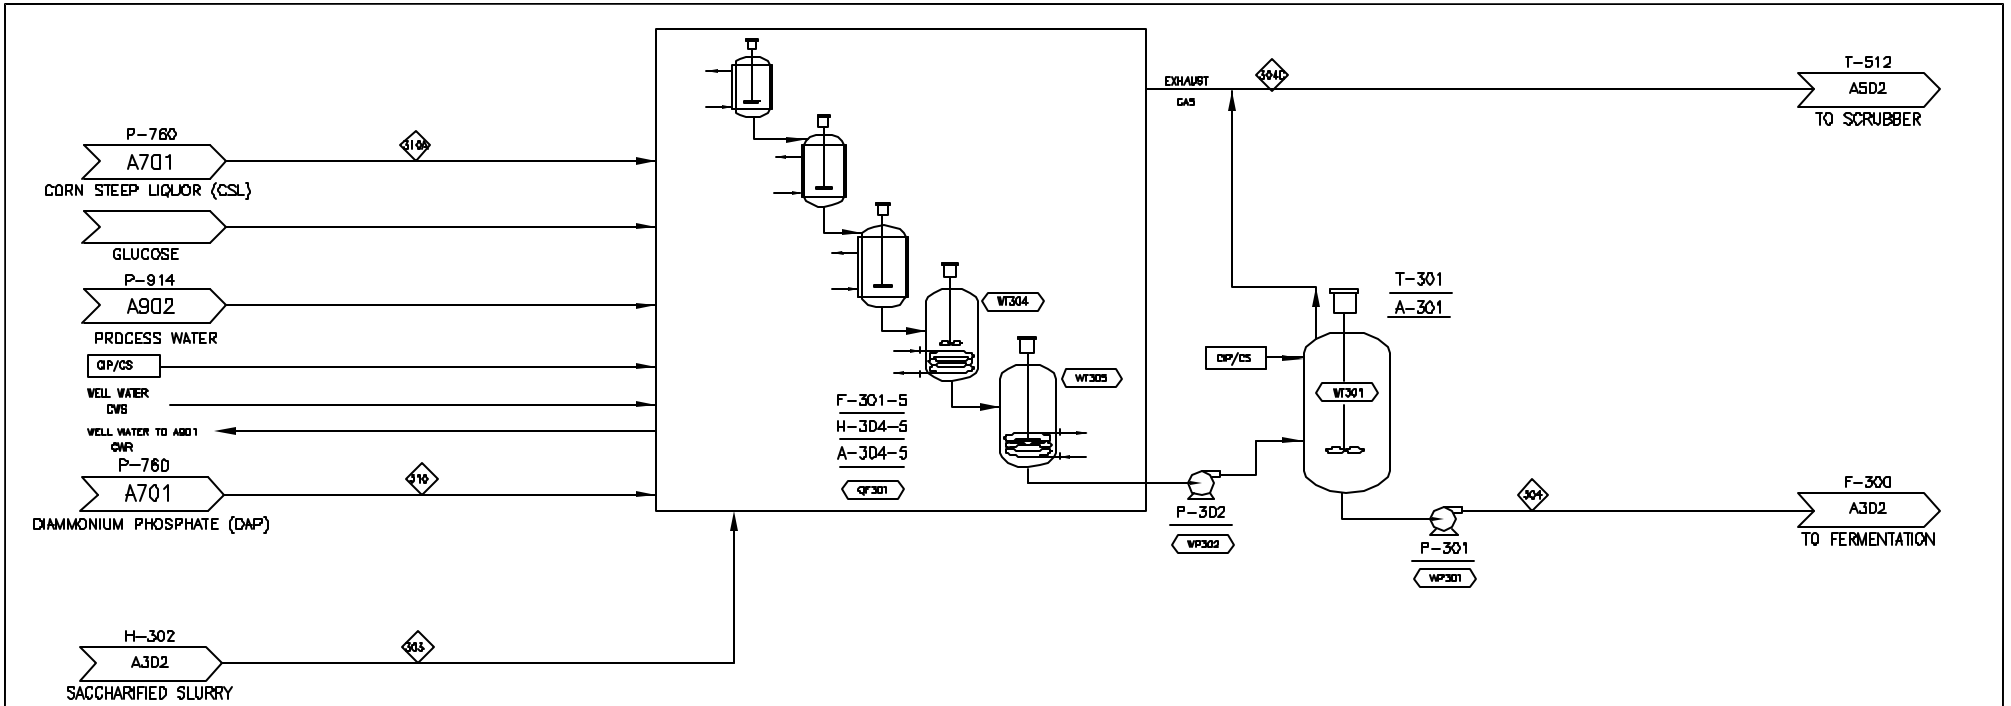 T-512
A502
TO SCRUBBER
EXHAUST
GAS
304C
P-760
A701
CORN STEEP LIQUOR (CSL)
310A
GLUCOSE
P-914
A902
PROCESS WATER
CIP/CS
WELL WATER
CWS
WELL WATER TO A901
CWR
P-760
A701
DIAMMONIUM PHOSPHATE (DAP)
310
H-302
A302
SACCHARIFIED SLURRY
303
WT304
WT305
F-301-5
H-304-5
A-304-5
QF301
T-301
A-301
CIP/CS
WT301
P-302
WP302
P-301
WP301
304
F-300
A302
TO FERMENTATION